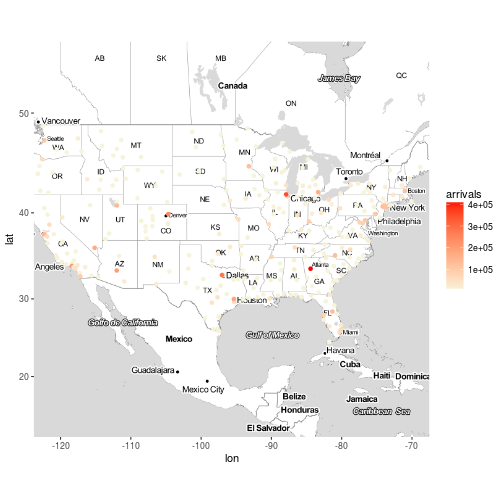 AB SK MB
James Bay QC
Canada
ON
50
Vancouver
Seattle
WA MT ND MN Montréal
Toronto
OR ID WY SD WI MI NY NH Boston
arrivals
4e+05
3e+05
2e+05
1e+05
lat
40
NV UT Denver CO NE IA Chicago IL IN OH PA New York
Philadelphia
KS MO KY VA Washington
CA
Angeles AZ NM OK AR TN NC
Dallas Atlanta SC
TX LA MS AL GA
30
Houston
FL
Golfo de California Gulf of Mexico Miami
Mexico Havana
Cuba
Guadalajara Haiti Dominica
20
Mexico City
Belize Jamaica
Honduras Caribbean Sea
El Salvador
-120 -110 -100 -90 -80 -70
lon